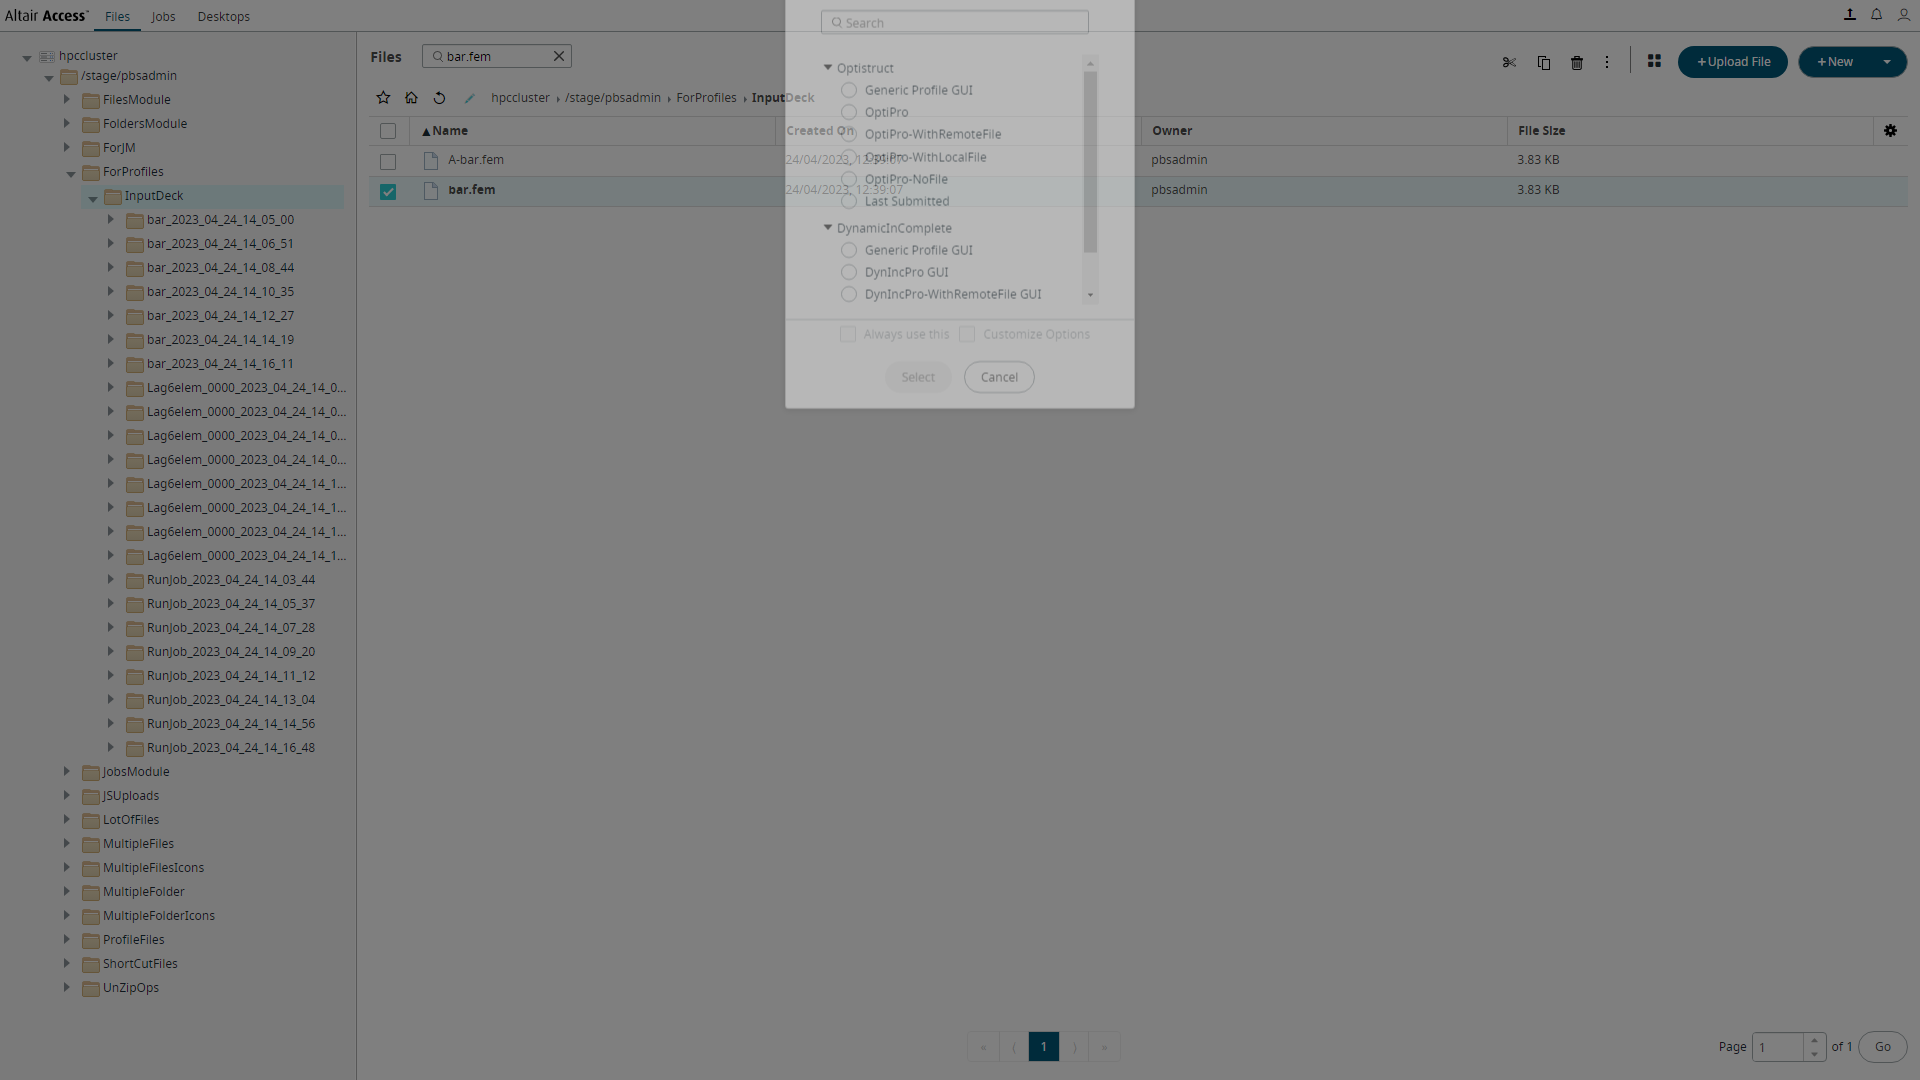 Altair Access™ Files Jobs Desktops
hpccluster
/stage/pbsadmin
FilesModule
FoldersModule
ForJM
ForProfiles
InputDeck
bar_2023_04_24_14_05_00
bar_2023_04_24_14_06_51
bar_2023_04_24_14_08_44
bar_2023_04_24_14_10_35
bar_2023_04_24_14_12_27
bar_2023_04_24_14_14_19
bar_2023_04_24_14_16_11
Lag6elem_0000_2023_04_24_14_0...
Lag6elem_0000_2023_04_24_14_0...
Lag6elem_0000_2023_04_24_14_0...
Lag6elem_0000_2023_04_24_14_0...
Lag6elem_0000_2023_04_24_14_1...
Lag6elem_0000_2023_04_24_14_1...
Lag6elem_0000_2023_04_24_14_1...
Lag6elem_0000_2023_04_24_14_1...
RunJob_2023_04_24_14_03_44
RunJob_2023_04_24_14_05_37
RunJob_2023_04_24_14_07_28
RunJob_2023_04_24_14_09_20
RunJob_2023_04_24_14_11_12
RunJob_2023_04_24_14_13_04
RunJob_2023_04_24_14_14_56
RunJob_2023_04_24_14_16_48
JobsModule
JSUploads
LotOfFiles
MultipleFiles
MultipleFilesIcons
MultipleFolder
MultipleFolderIcons
ProfileFiles
ShortCutFiles
UnZipOps
Files bar.fem
+Upload File +New
hpccluster › /stage/pbsadmin › ForProfiles › InputDeck
Name Created On Owner File Size
A-bar.fem 24/04/2023, 12:39:07 pbsadmin 3.83 KB
bar.fem 24/04/2023, 12:39:07 pbsadmin 3.83 KB
Search
Optistruct
Generic Profile GUI
OptiPro
OptiPro-WithRemoteFile
OptiPro-WithLocalFile
OptiPro-NoFile
Last Submitted
DynamicInComplete
Generic Profile GUI
DynIncPro GUI
DynIncPro-WithRemoteFile GUI
Always use this Customize Options
Select Cancel
« ⟨ 1 ⟩ »
Page 1 of 1 Go